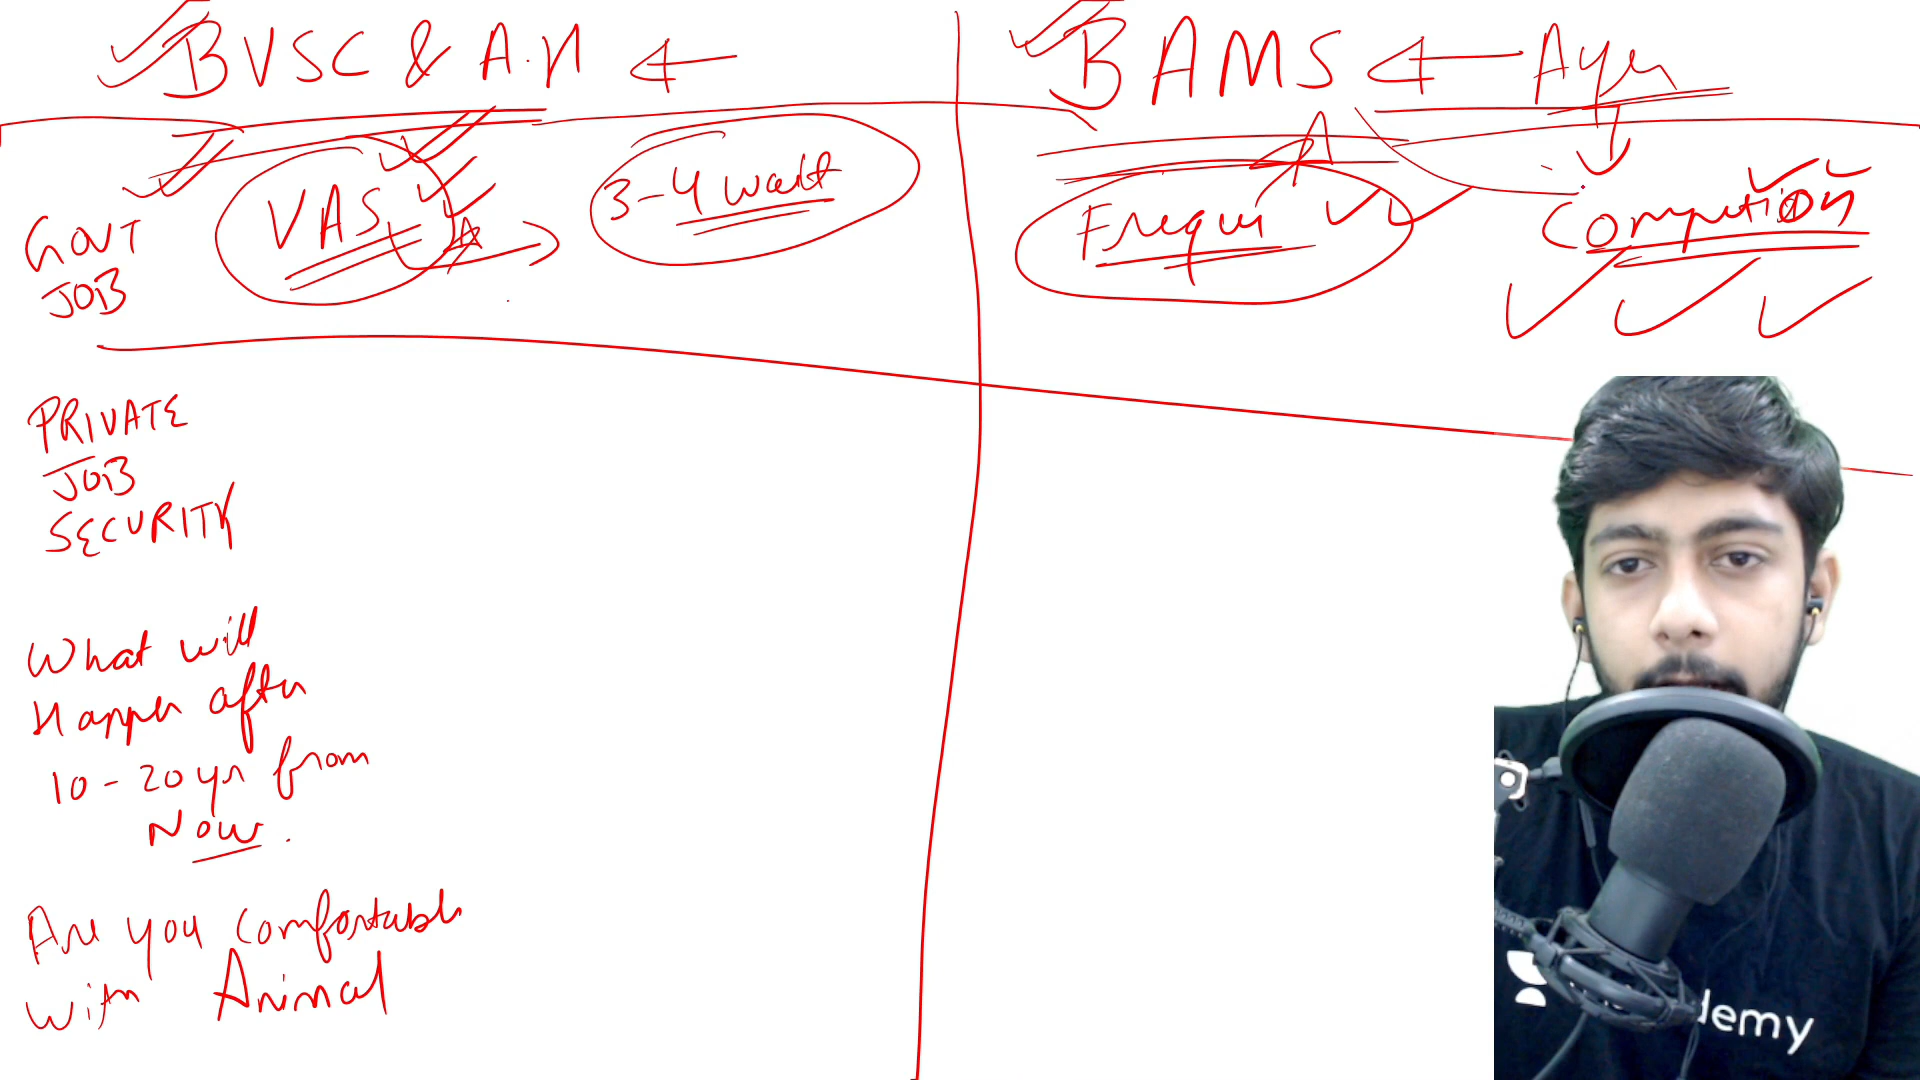 BVSC & A.H
BAMS
Ayu
VAS
3-4 wait
Frequ
Compution
GOVT
JOB
PRIVATE
JOB
SECURITY
What will
Happen after
10-20 yr from
Now.
Are you comfortable
with Animal
demy